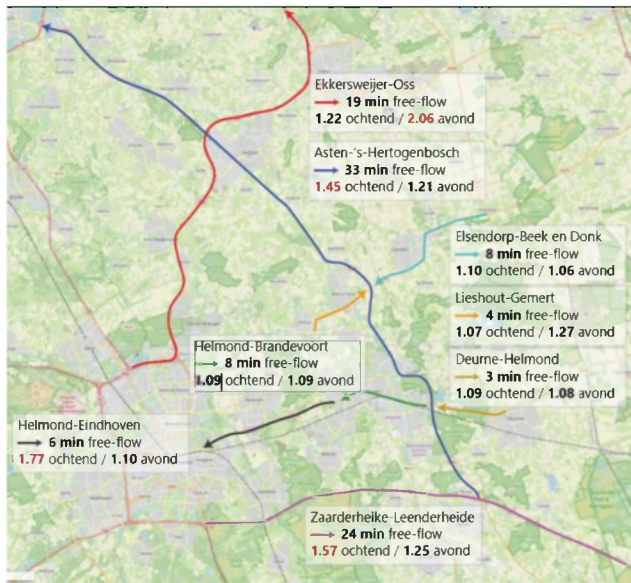 Ekkersweijer-Oss
19 min free-flow
1.22 ochtend / 2.06 avond
Asten-'s-Hertogenbosch
33 min free-flow
1.45 ochtend / 1.21 avond
Elsendorp-Beek en Donk
8 min free-flow
1.10 ochtend / 1.06 avond
Lieshout-Gemert
4 min free-flow
1.07 ochtend / 1.27 avond
Deurne-Helmond
3 min free-flow
1.09 ochtend / 1.08 avond
Helmond-Brandevoort
8 min free-flow
1.09 ochtend / 1.09 avond
Helmond-Eindhoven
6 min free-flow
1.77 ochtend / 1.10 avond
Zaarderheike-Leenderheide
24 min free-flow
1.57 ochtend / 1.25 avond